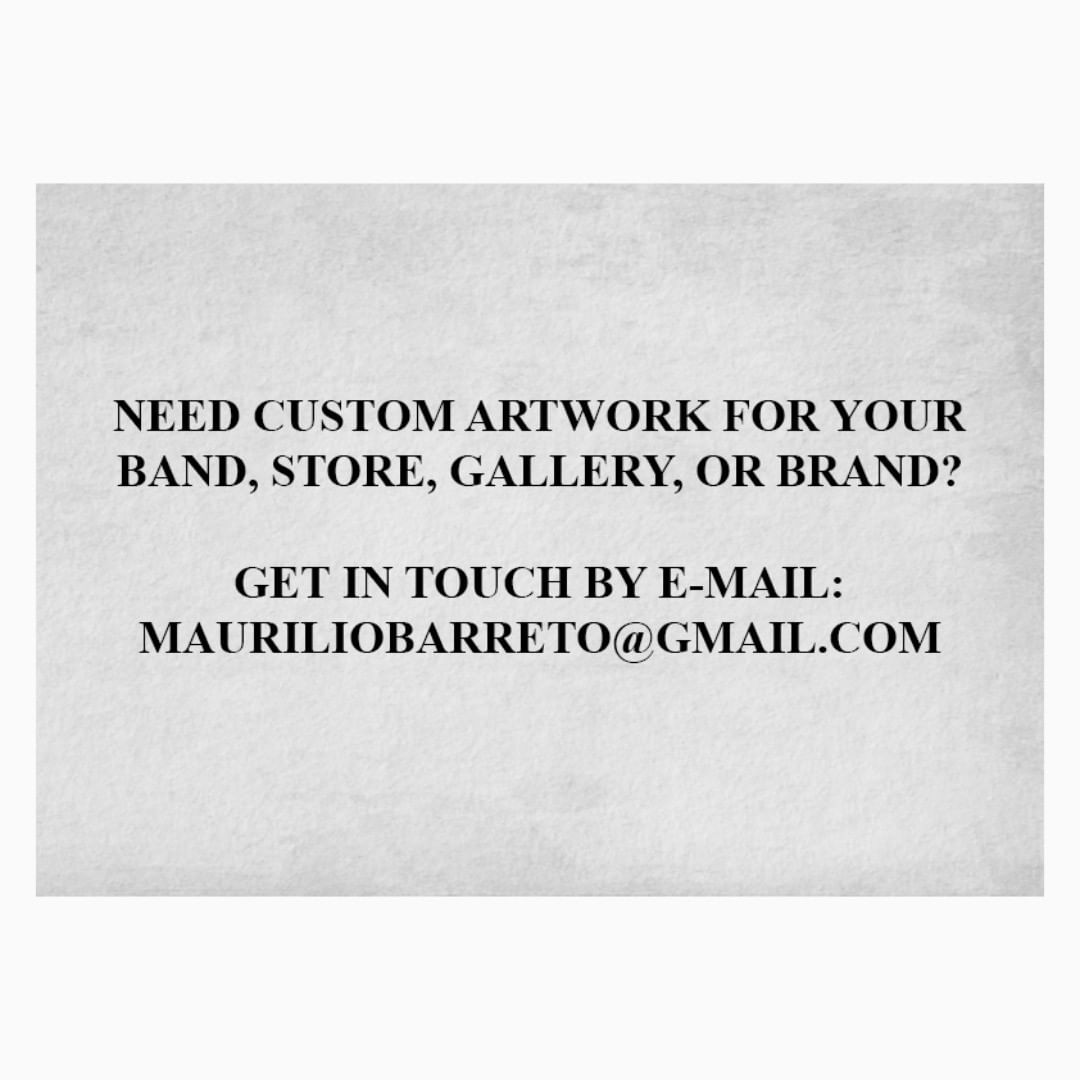 NEED CUSTOM ARTWORK FOR YOUR
BAND, STORE, GALLERY, OR BRAND?
GET IN TOUCH BY E-MAIL:
MAURILIOBARRETO@GMAIL.COM